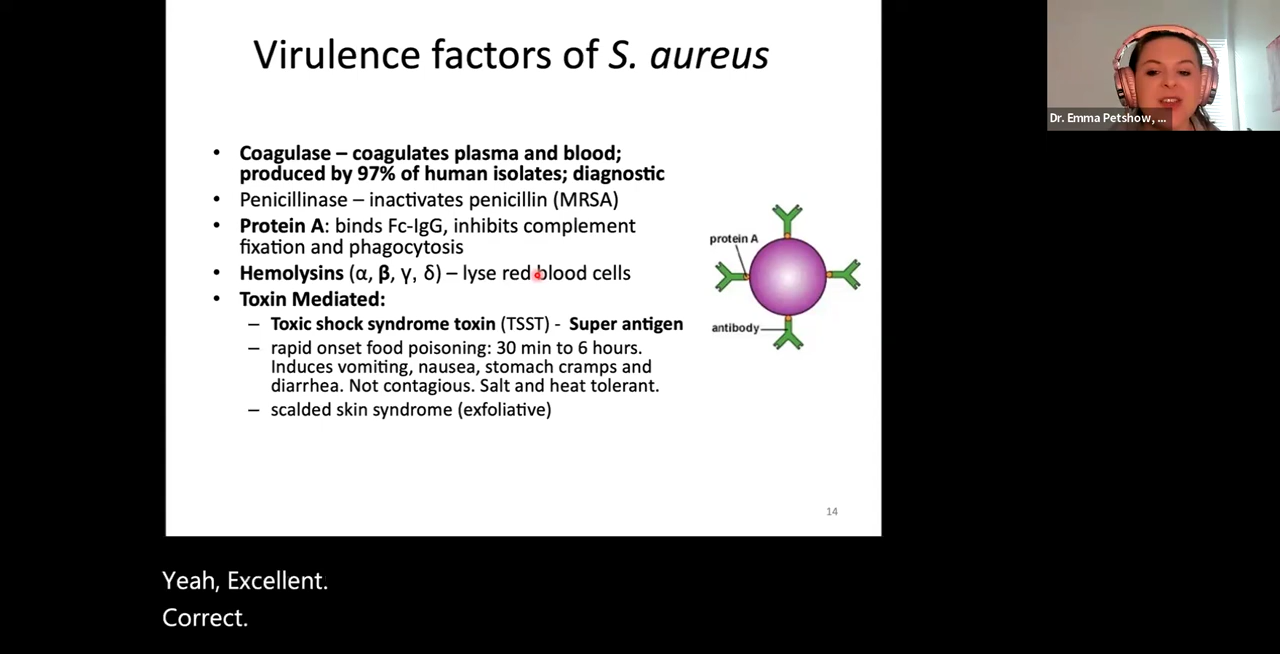 Virulence factors of S. aureus
• Coagulase – coagulates plasma and blood;
produced by 97% of human isolates; diagnostic
• Penicillinase – inactivates penicillin (MRSA)
• Protein A: binds Fc-IgG, inhibits complement
fixation and phagocytosis
• Hemolysins (α, β, γ, δ) – lyse red blood cells
• Toxin Mediated:
– Toxic shock syndrome toxin (TSST) - Super antigen
– rapid onset food poisoning: 30 min to 6 hours.
Induces vomiting, nausea, stomach cramps and
diarrhea. Not contagious. Salt and heat tolerant.
– scalded skin syndrome (exfoliative)
protein A
antibody
14
Dr. Emma Petshow, ...
Yeah, Excellent.
Correct.